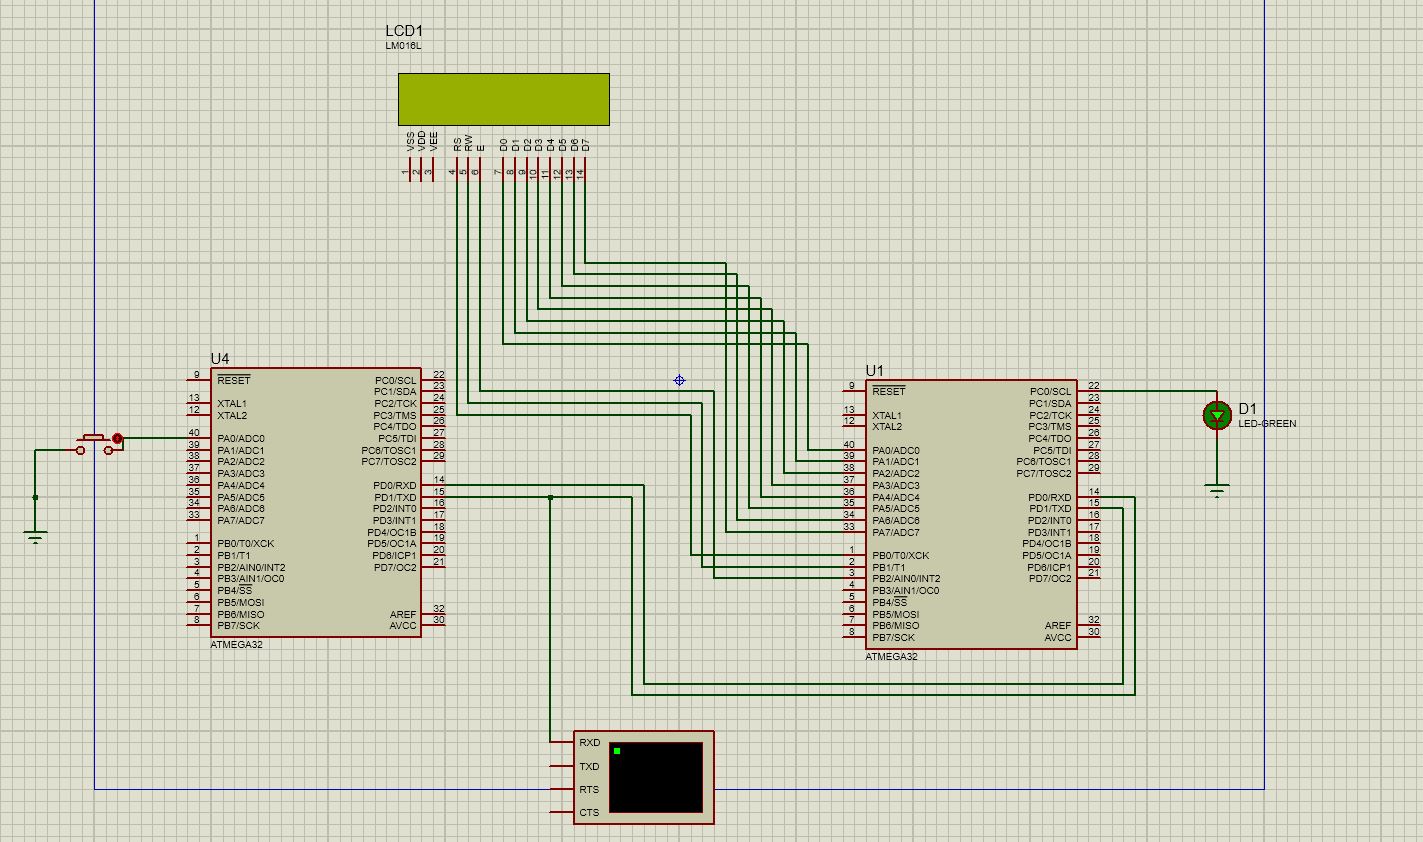 LCD1
LM016L
VSS
VDD
VEE
RS
RW
E
D0
D1
D2
D3
D4
D5
D6
D7
1
2
3
4
5
6
7
8
9
10
11
12
13
14
U4
9 RESET PC0/SCL 22
PC1/SDA 23
13 XTAL1 PC2/TCK 24
12 XTAL2 PC3/TMS 25
PC4/TDO 26
40 PA0/ADC0 PC5/TDI 27
39 PA1/ADC1 PC6/TOSC1 28
38 PA2/ADC2 PC7/TOSC2 29
37 PA3/ADC3
36 PA4/ADC4 PD0/RXD 14
35 PA5/ADC5 PD1/TXD 15
34 PA6/ADC6 PD2/INT0 16
33 PA7/ADC7 PD3/INT1 17
PD4/OC1B 18
1 PB0/T0/XCK PD5/OC1A 19
2 PB1/T1 PD6/ICP1 20
3 PB2/AIN0/INT2 PD7/OC2 21
4 PB3/AIN1/OC0
5 PB4/SS
6 PB5/MOSI
7 PB6/MISO AREF 32
8 PB7/SCK AVCC 30
ATMEGA32
U1
9 RESET PC0/SCL 22
PC1/SDA 23
13 XTAL1 PC2/TCK 24
12 XTAL2 PC3/TMS 25
PC4/TDO 26
40 PA0/ADC0 PC5/TDI 27
39 PA1/ADC1 PC6/TOSC1 28
38 PA2/ADC2 PC7/TOSC2 29
37 PA3/ADC3
36 PA4/ADC4 PD0/RXD 14
35 PA5/ADC5 PD1/TXD 15
34 PA6/ADC6 PD2/INT0 16
33 PA7/ADC7 PD3/INT1 17
PD4/OC1B 18
1 PB0/T0/XCK PD5/OC1A 19
2 PB1/T1 PD6/ICP1 20
3 PB2/AIN0/INT2 PD7/OC2 21
4 PB3/AIN1/OC0
5 PB4/SS
6 PB5/MOSI
7 PB6/MISO AREF 32
8 PB7/SCK AVCC 30
ATMEGA32
D1
LED-GREEN
RXD
TXD
RTS
CTS